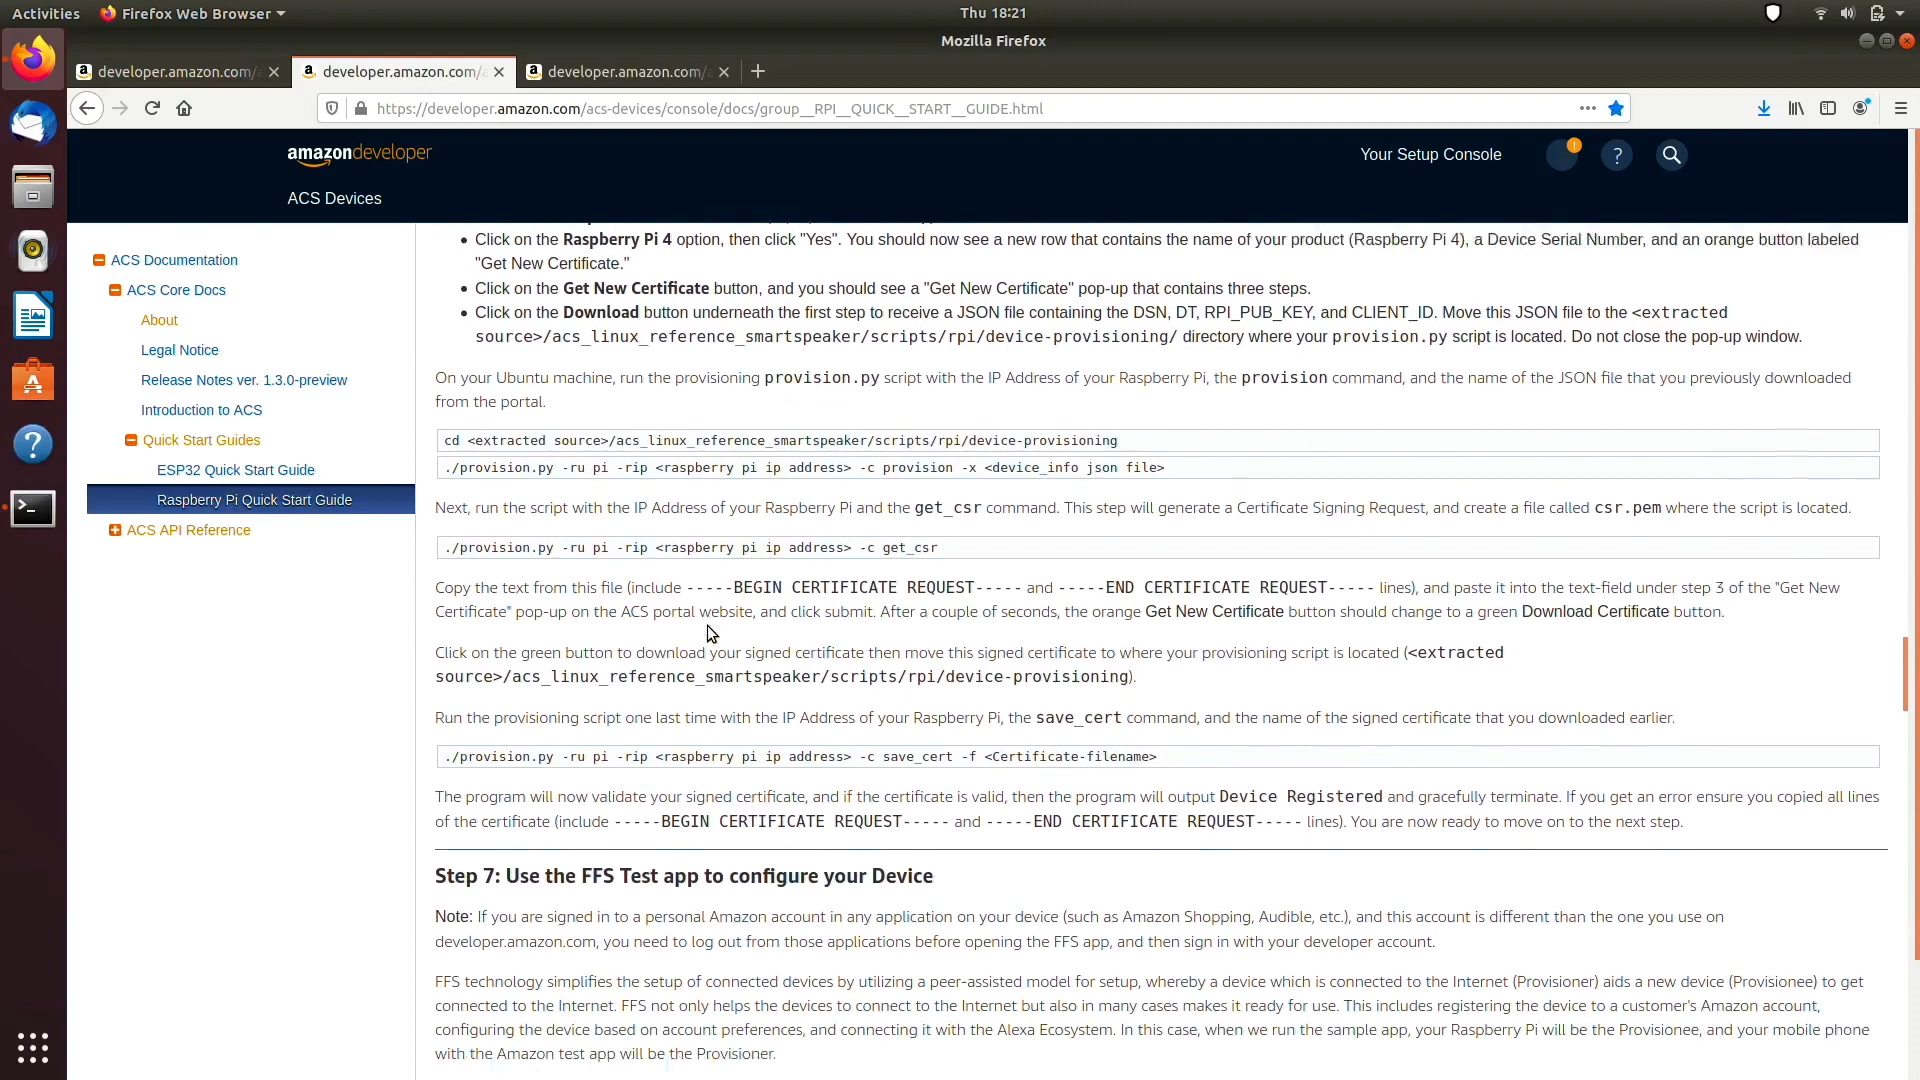 Activities
Firefox Web Browser
Thu 18:21
Mozilla Firefox
developer.amazon.com/
developer.amazon.com/
developer.amazon.com/
https://developer.amazon.com/acs-devices/console/docs/group__RPI__QUICK__START__GUIDE.html
amazondeveloper
Your Setup Console
!
?
ACS Devices
ACS Documentation
ACS Core Docs
About
Legal Notice
Release Notes ver. 1.3.0-preview
Introduction to ACS
Quick Start Guides
ESP32 Quick Start Guide
Raspberry Pi Quick Start Guide
ACS API Reference
Click on the Raspberry Pi 4 option, then click "Yes". You should now see a new row that contains the name of your product (Raspberry Pi 4), a Device Serial Number, and an orange button labeled
"Get New Certificate."
Click on the Get New Certificate button, and you should see a "Get New Certificate" pop-up that contains three steps.
Click on the Download button underneath the first step to receive a JSON file containing the DSN, DT, RPI_PUB_KEY, and CLIENT_ID. Move this JSON file to the <extracted
source>/acs_linux_reference_smartspeaker/scripts/rpi/device-provisioning/ directory where your provision.py script is located. Do not close the pop-up window.
On your Ubuntu machine, run the provisioning provision.py script with the IP Address of your Raspberry Pi, the provision command, and the name of the JSON file that you previously downloaded
from the portal.
cd <extracted source>/acs_linux_reference_smartspeaker/scripts/rpi/device-provisioning
./provision.py -ru pi -rip <raspberry pi ip address> -c provision -x <device_info json file>
Next, run the script with the IP Address of your Raspberry Pi and the get_csr command. This step will generate a Certificate Signing Request, and create a file called csr.pem where the script is located.
./provision.py -ru pi -rip <raspberry pi ip address> -c get_csr
Copy the text from this file (include -----BEGIN CERTIFICATE REQUEST----- and -----END CERTIFICATE REQUEST----- lines), and paste it into the text-field under step 3 of the "Get New
Certificate" pop-up on the ACS portal website, and click submit. After a couple of seconds, the orange Get New Certificate button should change to a green Download Certificate button.
Click on the green button to download your signed certificate then move this signed certificate to where your provisioning script is located (<extracted
source>/acs_linux_reference_smartspeaker/scripts/rpi/device-provisioning).
Run the provisioning script one last time with the IP Address of your Raspberry Pi, the save_cert command, and the name of the signed certificate that you downloaded earlier.
./provision.py -ru pi -rip <raspberry pi ip address> -c save_cert -f <Certificate-filename>
The program will now validate your signed certificate, and if the certificate is valid, then the program will output Device Registered and gracefully terminate. If you get an error ensure you copied all lines
of the certificate (include -----BEGIN CERTIFICATE REQUEST----- and -----END CERTIFICATE REQUEST----- lines). You are now ready to move on to the next step.
Step 7: Use the FFS Test app to configure your Device
Note: If you are signed in to a personal Amazon account in any application on your device (such as Amazon Shopping, Audible, etc.), and this account is different than the one you use on
developer.amazon.com, you need to log out from those applications before opening the FFS app, and then sign in with your developer account.
FFS technology simplifies the setup of connected devices by utilizing a peer-assisted model for setup, whereby a device which is connected to the Internet (Provisioner) aids a new device (Provisionee) to get
connected to the Internet. FFS not only helps the devices to connect to the Internet but also in many cases makes it ready for use. This includes registering the device to a customer's Amazon account,
configuring the device based on account preferences, and connecting it with the Alexa Ecosystem. In this case, when we run the sample app, your Raspberry Pi will be the Provisionee, and your mobile phone
with the Amazon test app will be the Provisioner.